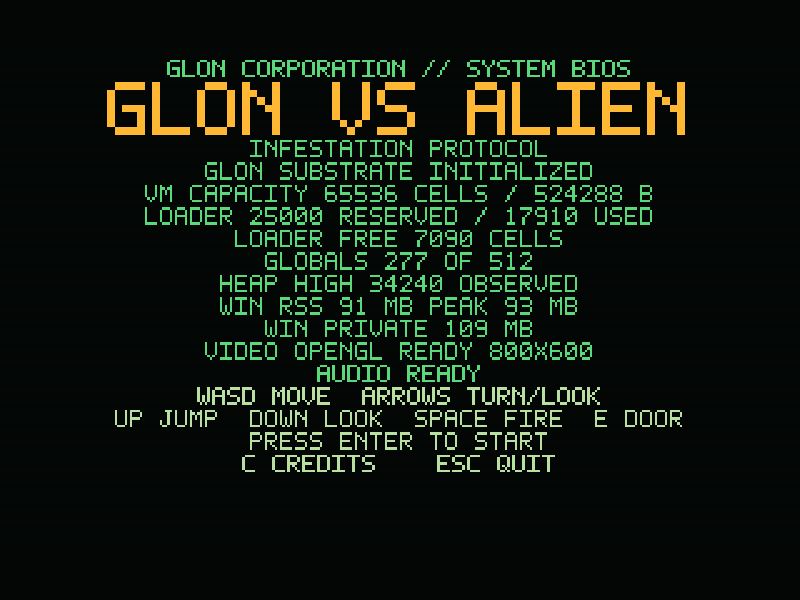 GLON CORPORATION // SYSTEM BIOS
GLON VS ALIEN
INFESTATION PROTOCOL
GLON SUBSTRATE INITIALIZED
VM CAPACITY 65536 CELLS / 524288 B
LOADER 25000 RESERVED / 17910 USED
LOADER FREE 7090 CELLS
GLOBALS 277 OF 512
HEAP HIGH 34240 OBSERVED
WIN RSS 91 MB PEAK 93 MB
WIN PRIVATE 109 MB
VIDEO OPENGL READY 800X600
AUDIO READY
WASD MOVE  ARROWS TURN/LOOK
UP JUMP  DOWN LOOK  SPACE FIRE  E DOOR
PRESS ENTER TO START
C CREDITS    ESC QUIT